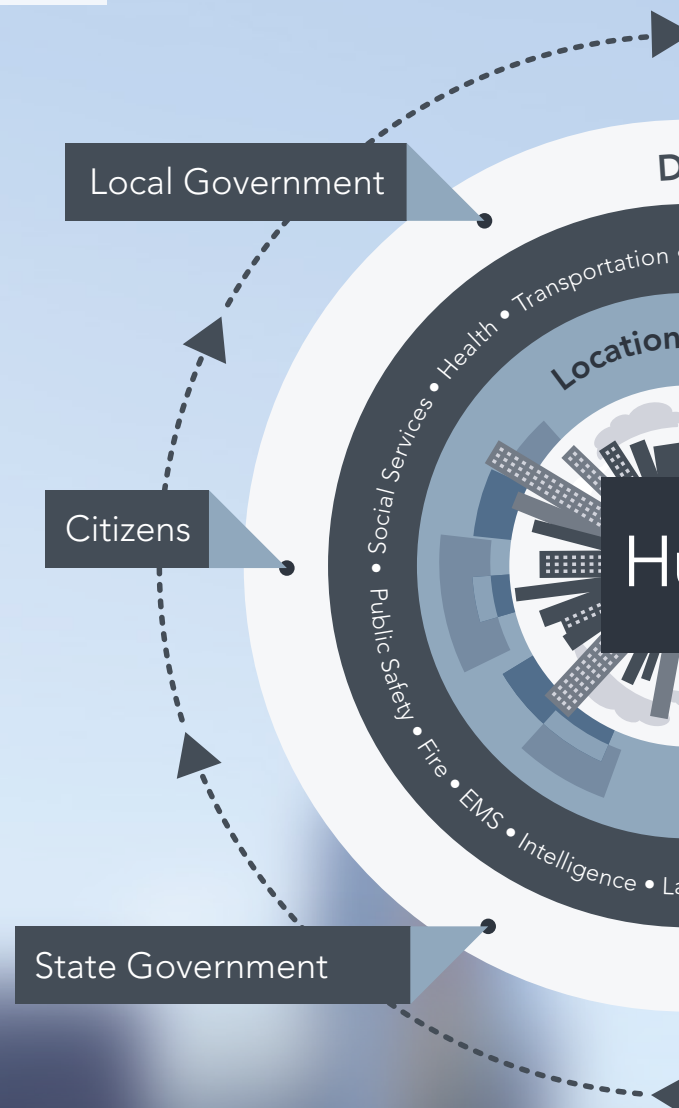 Local Government
Citizens
State Government
Transportation
• Health •
• Social Services •
Public Safety • Fire • EMS • Intelligence •
Location